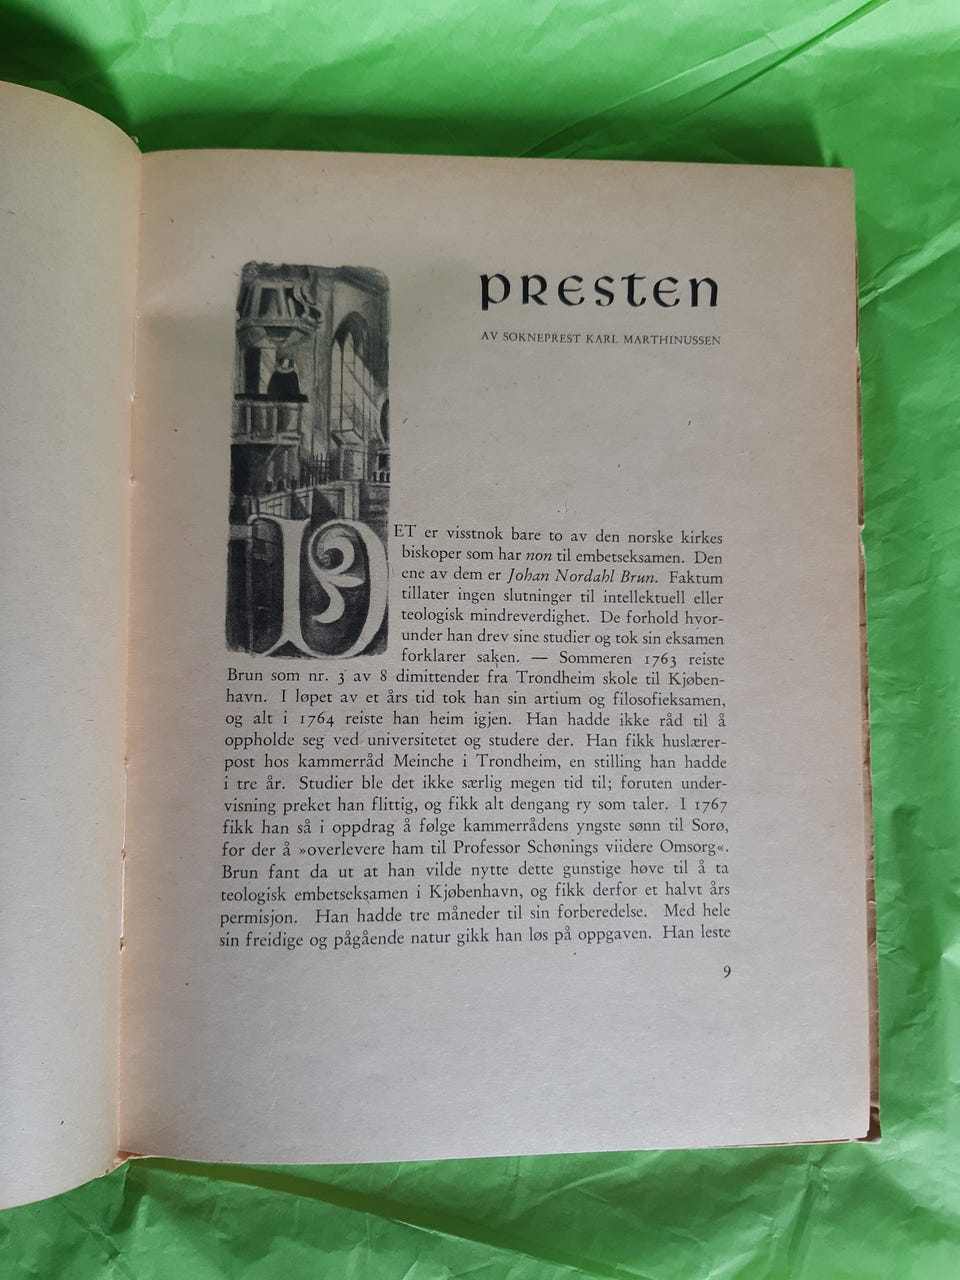 PRESTEN
AV SOKNEPREST KARL MARTHINUSSEN
DET er visstnok bare to av den norske kirkes
biskoper som har non til embetseksamen. Den
ene av dem er Johan Nordahl Brun. Faktum
tillater ingen slutninger til intellektuell eller
teologisk mindreverdighet. De forhold hvor-
under han drev sine studier og tok sin eksamen
forklarer saken. — Sommeren 1763 reiste
Brun som nr. 3 av 8 dimittender fra Trondheim skole til Kjøben-
havn. I løpet av et års tid tok han sin artium og filosofieksamen,
og alt i 1764 reiste han heim igjen. Han hadde ikke råd til å
oppholde seg ved universitetet og studere der. Han fikk huslærer-
post hos kammerråd Meinche i Trondheim, en stilling han hadde
i tre år. Studier ble det ikke særlig megen tid til; foruten under-
visning preket han flittig, og fikk alt dengang ry som taler. I 1767
fikk han så i oppdrag å følge kammerrådens yngste sønn til Sorø,
for der å »overlevere ham til Professor Schønings viidere Omsorg«.
Brun fant da ut at han vilde nytte dette gunstige høve til å ta
teologisk embetseksamen i Kjøbenhavn, og fikk derfor et halvt års
permisjon. Han hadde tre måneder til sin forberedelse. Med hele
sin freidige og pågående natur gikk han løs på oppgaven. Han leste
9